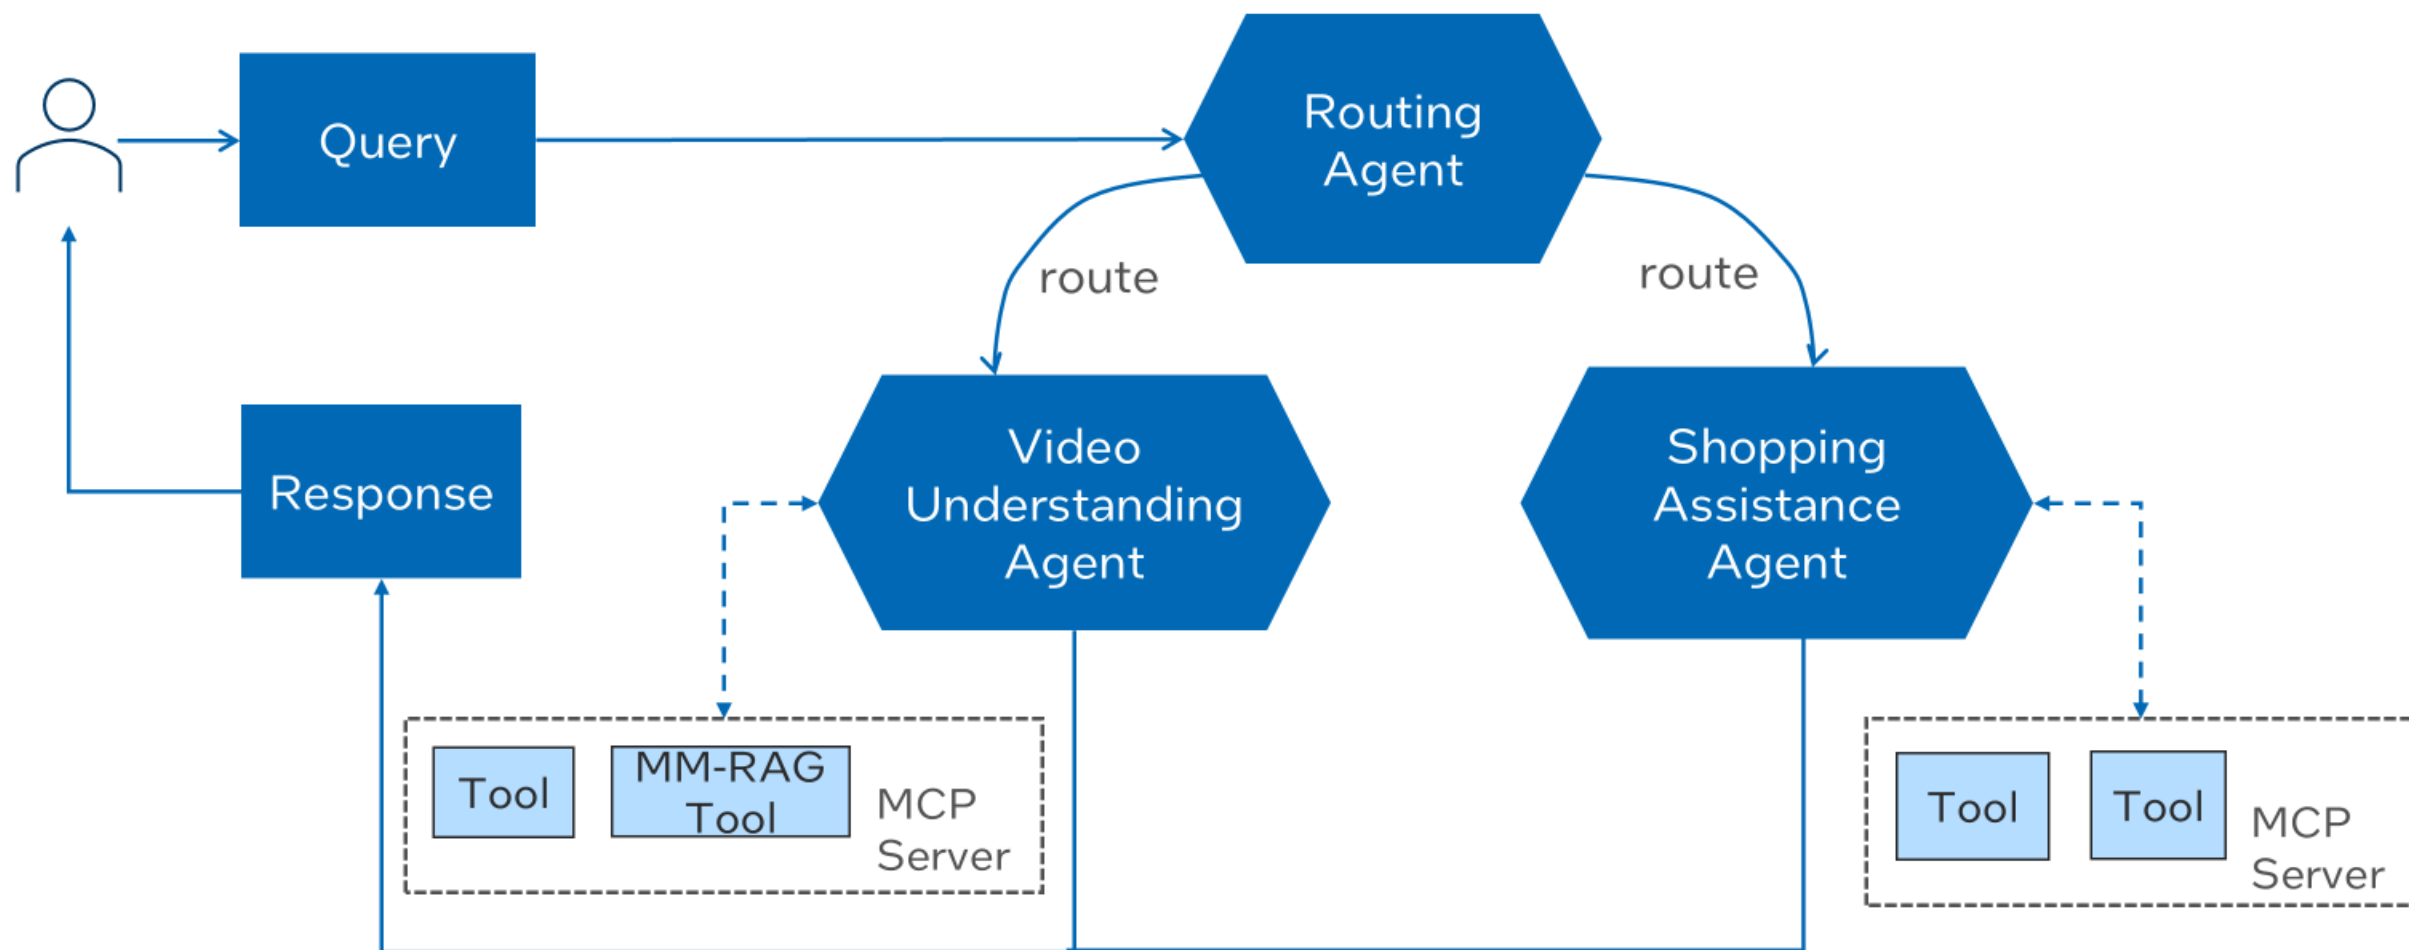 Query
Routing
Agent
route
route
Response
Video
Understanding
Agent
Shopping
Assistance
Agent
Tool
MM-RAG
Tool
MCP
Server
Tool
Tool
MCP
Server